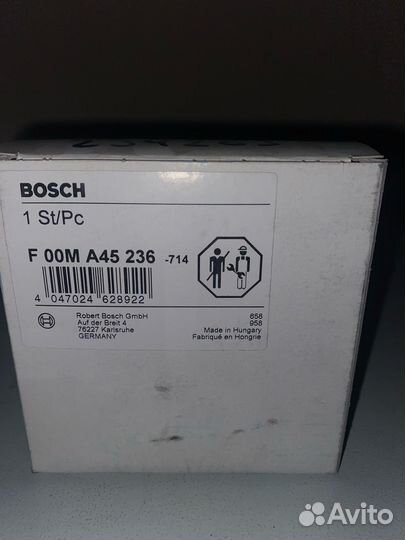 BOSCH
1 St/Pc
F 00M A45 236 -714
4 047024 628922
Robert Bosch GmbH
Auf der Breit 4
76227 Karlsruhe
GERMANY
658
958
Made in Hungary
Fabriqué en Hongrie
Avito